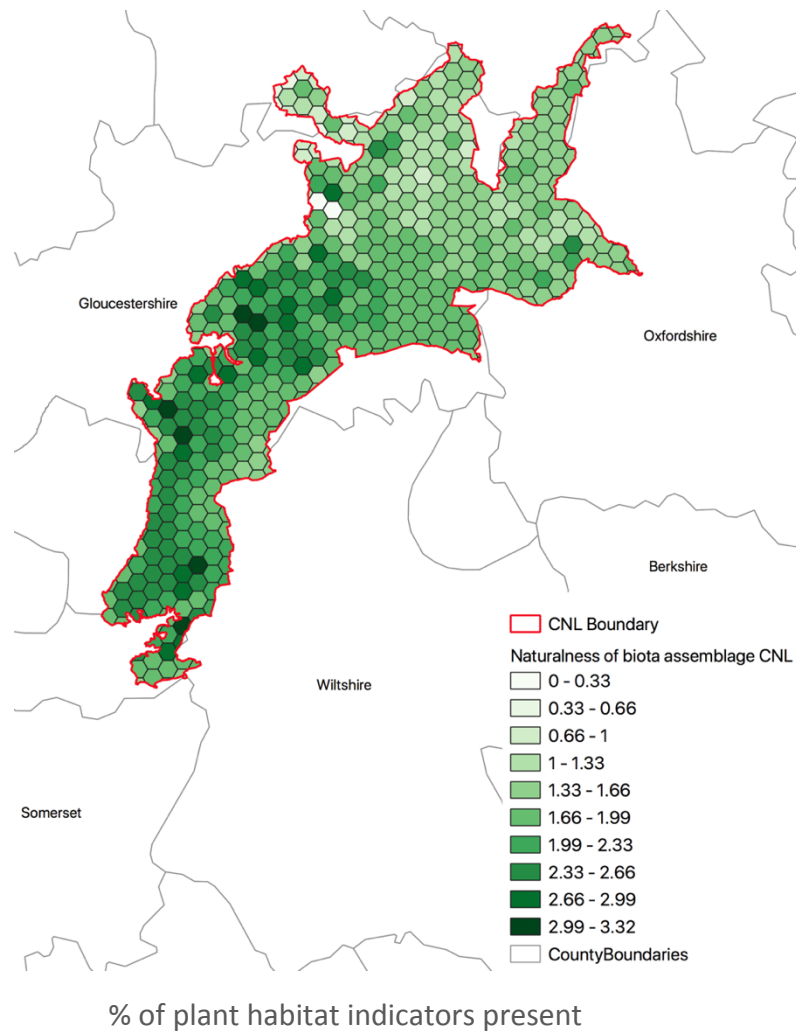 Gloucestershire
Oxfordshire
Berkshire
Wiltshire
Somerset
CNL Boundary
Naturalness of biota assemblage CNL
0 - 0.33
0.33 - 0.66
0.66 - 1
1 - 1.33
1.33 - 1.66
1.66 - 1.99
1.99 - 2.33
2.33 - 2.66
2.66 - 2.99
2.99 - 3.32
CountyBoundaries
% of plant habitat indicators present